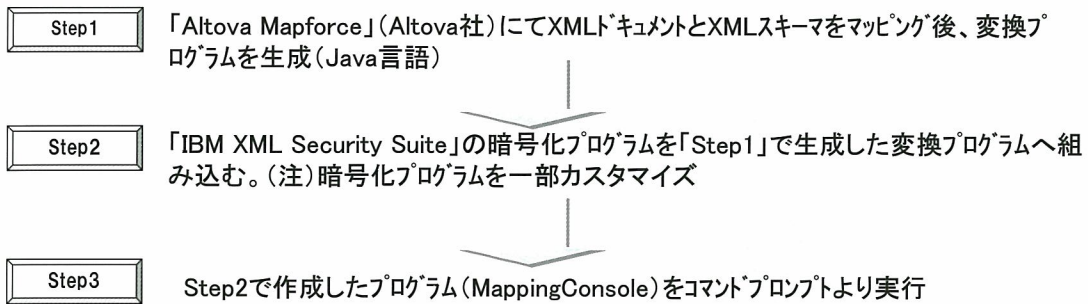 Step1
「Altova Mapforce」(Altova社)にてXMLﾄﾞｷｭﾒﾝﾄとXMLスキーマをマッピング後、変換プ
ﾛｸﾞﾗﾑを生成(Java言語)
Step2
「IBM XML Security Suite」の暗号化ﾌﾟﾛｸﾞﾗﾑを「Step1」で生成した変換ﾌﾟﾛｸﾞﾗﾑへ組
み込む。(注)暗号化ﾌﾟﾛｸﾞﾗﾑを一部カスタマイズ
Step3
Step2で作成したﾌﾟﾛｸﾞﾗﾑ(MappingConsole)をｺﾏﾝﾄﾞﾌﾟﾛﾝﾌﾟﾄより実行